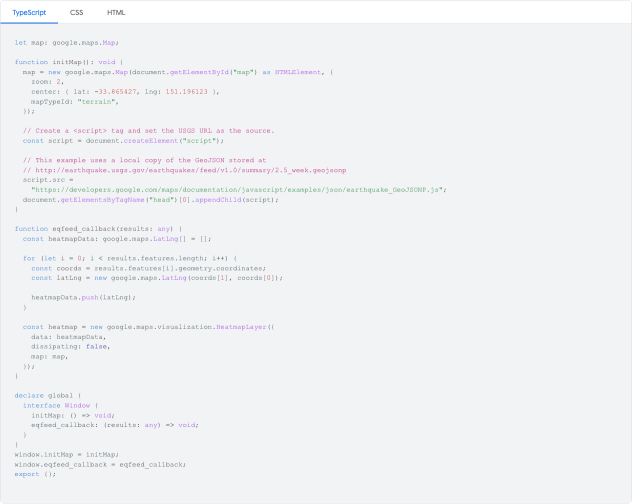 TypeScript CSS HTML
let map: google.maps.Map;
function initMap(): void {
map = new google.maps.Map(document.getElementById("map") as HTMLElement, {
zoom: 2,
center: { lat: -33.865427, lng: 151.196123 },
mapTypeId: "terrain",
});
// Create a <script> tag and set the USGS URL as the source.
const script = document.createElement("script");
// This example uses a local copy of the GeoJSON stored at
// http://earthquake.usgs.gov/earthquakes/feed/v1.0/summary/2.5_week.geojsonp
script.src =
"https://developers.google.com/maps/documentation/javascript/examples/json/earthquake_GeoJSONP.js";
document.getElementsByTagName("head")[0].appendChild(script);
}
function eqfeed_callback(results: any) {
const heatmapData: google.maps.LatLng[] = [];
for (let i = 0; i < results.features.length; i++) {
const coords = results.features[i].geometry.coordinates;
const latLng = new google.maps.LatLng(coords[1], coords[0]);
heatmapData.push(latLng);
}
const heatmap = new google.maps.visualization.HeatmapLayer({
data: heatmapData,
dissipating: false,
map: map,
});
}
declare global {
interface Window {
initMap: () => void;
eqfeed_callback: (results: any) => void;
}
}
window.initMap = initMap;
window.eqfeed_callback = eqfeed_callback;
export {};